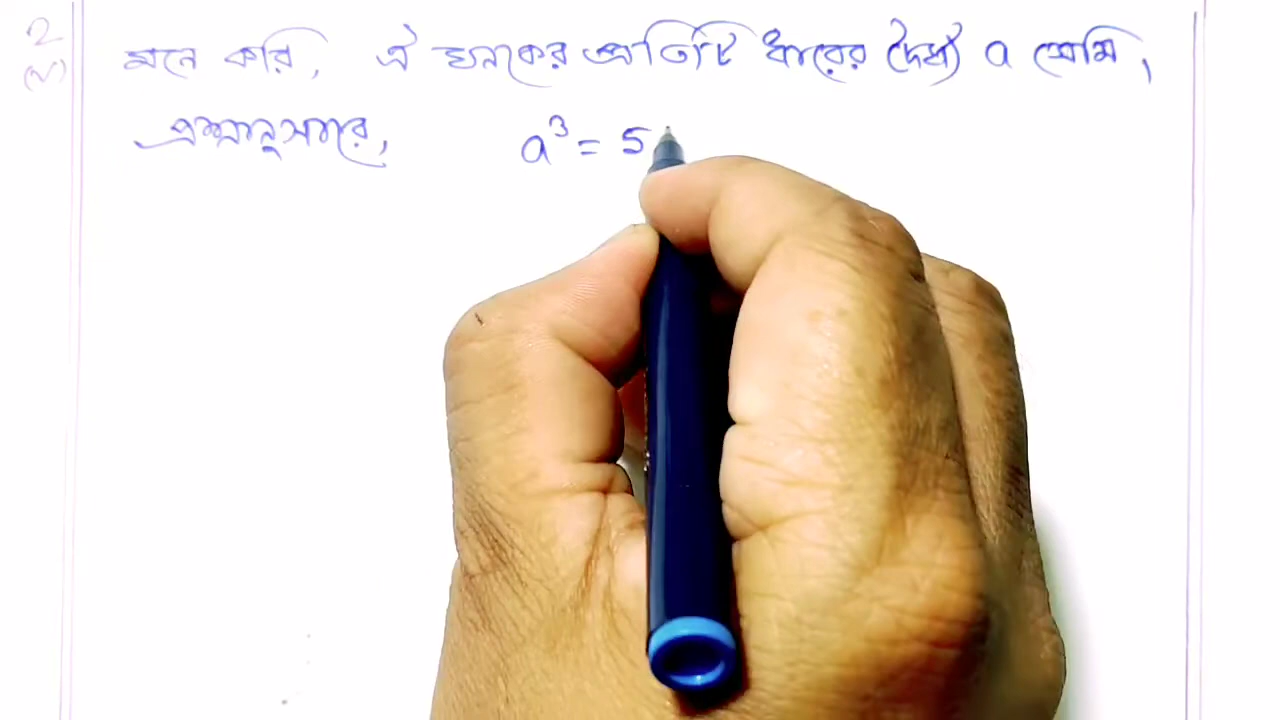 2 মনে করি, ঐ ঘনকের প্রতিটি ধারের দৈর্ঘ্য a সেমি,
প্রশ্নানুসারে, a³ = 5